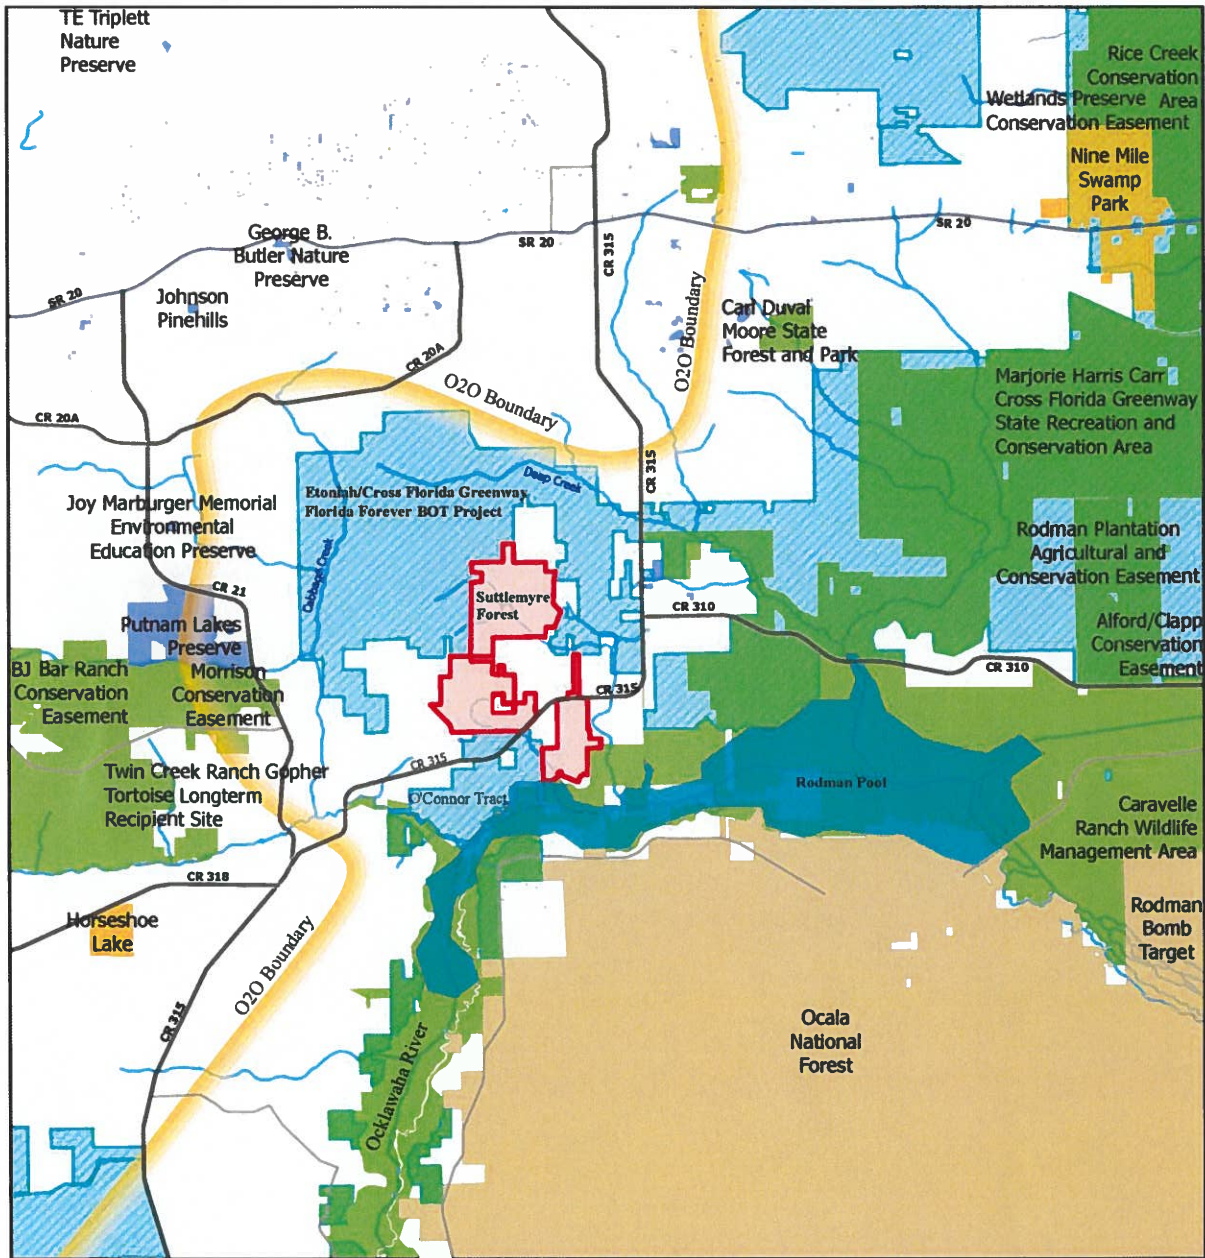 TE Triplett
Nature
Preserve
Rice Creek
Conservation
Area
Wetlands Preserve
Conservation Easement
Nine Mile
Swamp
Park
George B.
Butler Nature
Preserve
SR 20
CR 315
SR 20
SR 20
Johnson
Pinehills
O2O Boundary
Carl Duval
Moore State
Forest and Park
CR 20A
O2O Boundary
Marjorie Harris Carr
Cross Florida Greenway
State Recreation and
Conservation Area
CR 20A
CR 315
Deep Creek
Etoniah/Cross Florida Greenway
Florida Forever BOT Project
Joy Marburger Memorial
Environmental
Education Preserve
Rodman Plantation
Agricultural and
Conservation Easement
Cabbage Creek
CR 21
Suttlemyre
Forest
CR 310
Putnam Lakes
Preserve
Alford/Clapp
Conservation
Easement
CR 310
BJ Bar Ranch
Conservation
Easement
Morrison
Conservation
Easement
CR 315
CR 315
Twin Creek Ranch Gopher
Tortoise Longterm
Recipient Site
O'Connor Tract
Rodman Pool
Caravelle
Ranch Wildlife
Management Area
CR 318
Horseshoe
Lake
Rodman
Bomb
Target
O2O Boundary
CR 315
Ocklawaha River
Ocala
National
Forest